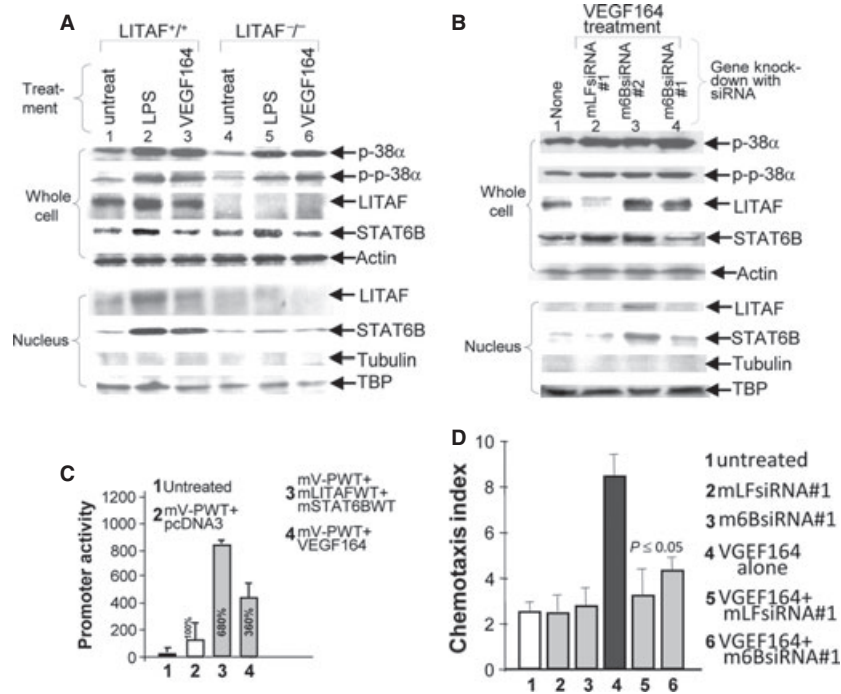 A
LITAF⁺/⁺ LITAF⁻/⁻
Treat-
ment
untreat
LPS
VEGF164
untreat
LPS
VEGF164
1 2 3 4 5 6
Whole
cell
p-38α
p-p-38α
LITAF
STAT6B
Actin
Nucleus
LITAF
STAT6B
Tubulin
TBP
B
VEGF164
treatment
None
mLFsiRNA
#1
m6BsiRNA
#2
m6BsiRNA
#1
Gene knock-
down with
siRNA
1 2 3 4
Whole
cell
p-38α
p-p-38α
LITAF
STAT6B
Actin
Nucleus
LITAF
STAT6B
Tubulin
TBP
C
Promoter activity
1200
1000
800
600
400
200
0
1 Untreated
2 mV-PWT+
pcDNA3
3 mV-PWT+
mLITAFWT+
mSTAT6BWT
4 mV-PWT+
VEGF164
100%
680%
360%
1 2 3 4
D
Chemotaxis index
10
8
6
4
2
0
P ≤ 0.05
1 2 3 4 5 6
1 untreated
2 mLFsiRNA#1
3 m6BsiRNA#1
4 VGEF164
alone
5 VGEF164+
mLFsiRNA#1
6 VGEF164+
m6BsiRNA#1